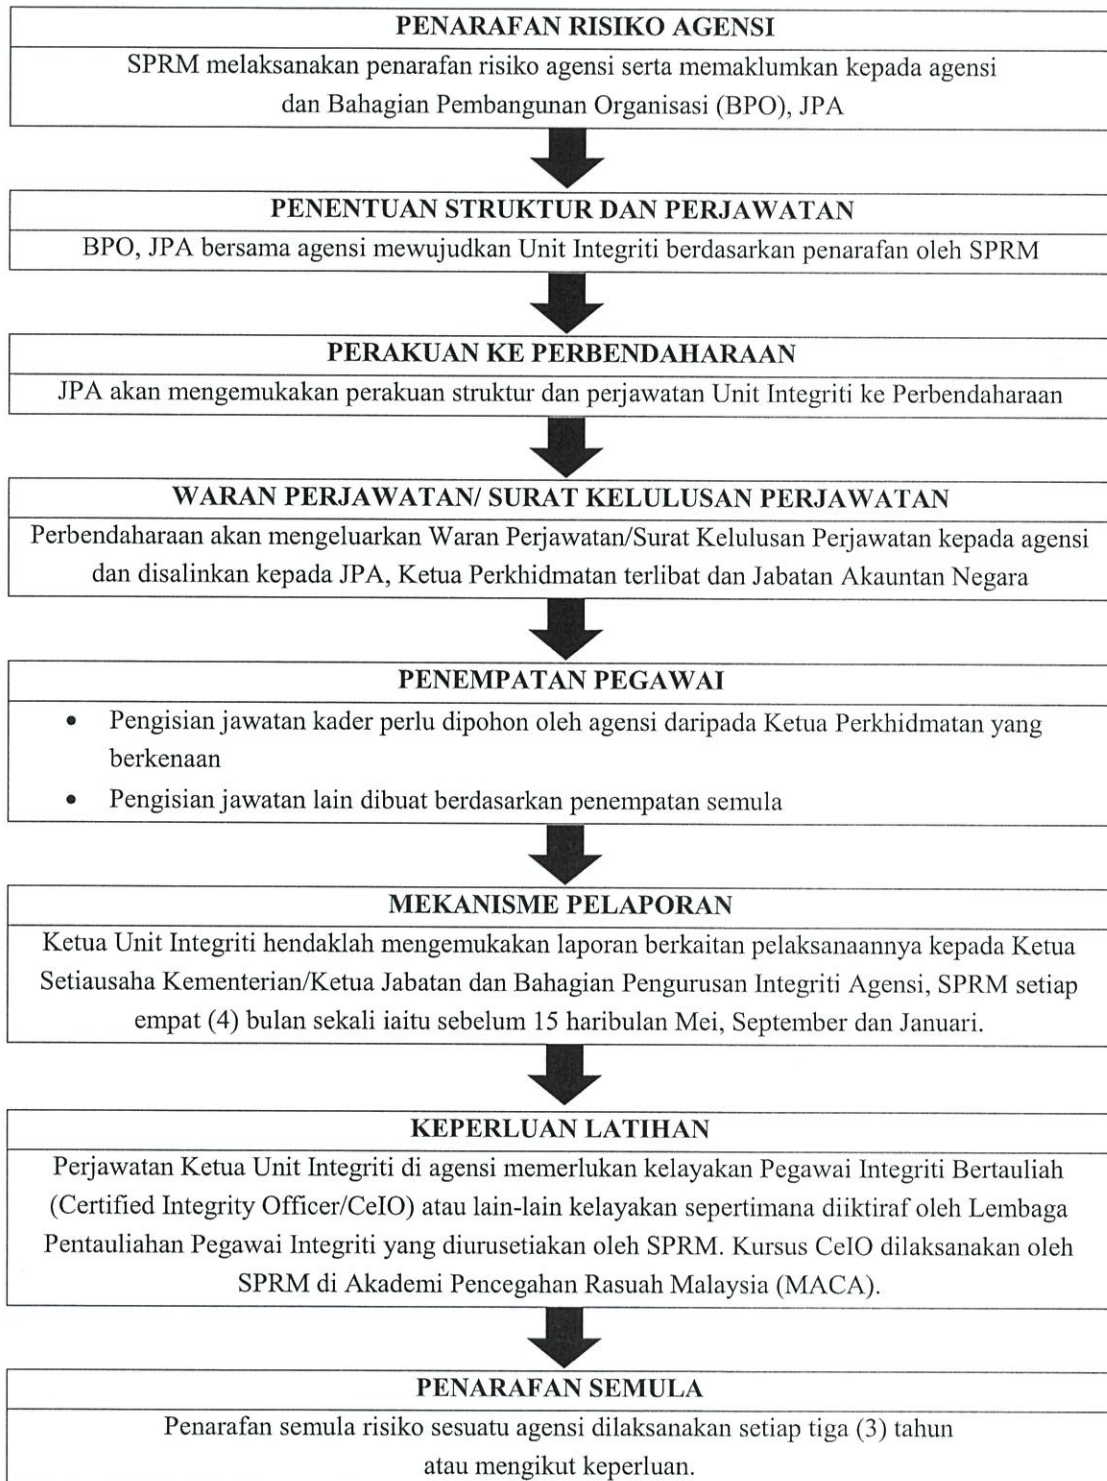 PENARAFAN RISIKO AGENSI
SPRM melaksanakan penarafan risiko agensi serta memaklumkan kepada agensi
dan Bahagian Pembangunan Organisasi (BPO), JPA
PENENTUAN STRUKTUR DAN PERJAWATAN
BPO, JPA bersama agensi mewujudkan Unit Integriti berdasarkan penarafan oleh SPRM
PERAKUAN KE PERBENDAHARAAN
JPA akan mengemukakan perakuan struktur dan perjawatan Unit Integriti ke Perbendaharaan
WARAN PERJAWATAN/ SURAT KELULUSAN PERJAWATAN
Perbendaharaan akan mengeluarkan Waran Perjawatan/Surat Kelulusan Perjawatan kepada agensi
dan disalinkan kepada JPA, Ketua Perkhidmatan terlibat dan Jabatan Akauntan Negara
PENEMPATAN PEGAWAI
• Pengisian jawatan kader perlu dipohon oleh agensi daripada Ketua Perkhidmatan yang
berkenaan
• Pengisian jawatan lain dibuat berdasarkan penempatan semula
MEKANISME PELAPORAN
Ketua Unit Integriti hendaklah mengemukakan laporan berkaitan pelaksanaannya kepada Ketua
Setiausaha Kementerian/Ketua Jabatan dan Bahagian Pengurusan Integriti Agensi, SPRM setiap
empat (4) bulan sekali iaitu sebelum 15 haribulan Mei, September dan Januari.
KEPERLUAN LATIHAN
Perjawatan Ketua Unit Integriti di agensi memerlukan kelayakan Pegawai Integriti Bertauliah
(Certified Integrity Officer/CeIO) atau lain-lain kelayakan sepertimana diiktiraf oleh Lembaga
Pentauliahan Pegawai Integriti yang diurusetiakan oleh SPRM. Kursus CeIO dilaksanakan oleh
SPRM di Akademi Pencegahan Rasuah Malaysia (MACA).
PENARAFAN SEMULA
Penarafan semula risiko sesuatu agensi dilaksanakan setiap tiga (3) tahun
atau mengikut keperluan.